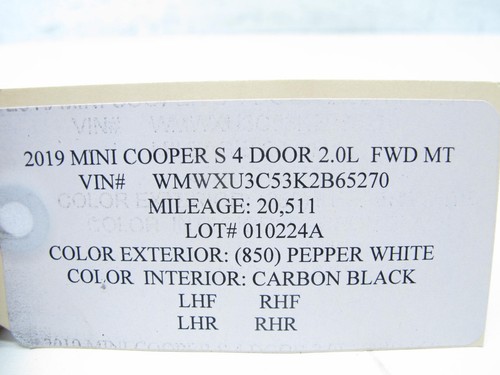 2019 MINI COOPER S 4 DOOR 2.0L FWD MT
VIN# WMWXU3C53K2B65270
MILEAGE: 20,511
LOT# 010224A
COLOR EXTERIOR: (850) PEPPER WHITE
COLOR INTERIOR: CARBON BLACK
LHF RHF
LHR RHR